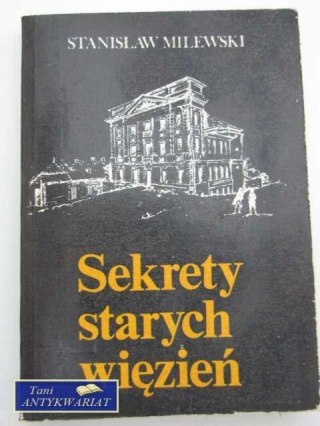 STANISŁAW MILEWSKI
Sekrety
starych
więzień
Tani
ANTYKWARIAT